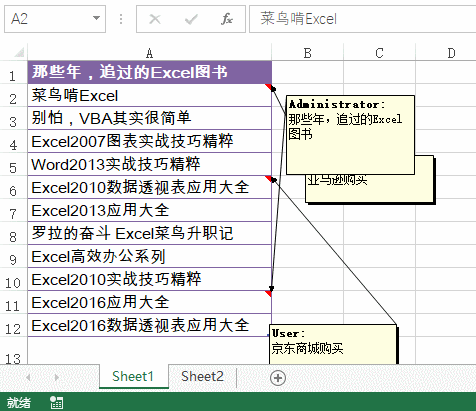 A2
菜鸟啃Excel
A B C D
1 那些年，追过的Excel图书
2 菜鸟啃Excel
3 别怕，VBA其实很简单
4 Excel2007图表实战技巧精粹
5 Word2013实战技巧精粹
6 Excel2010数据透视表应用大全
7 Excel2013应用大全
8 罗拉的奋斗 Excel菜鸟升职记
9 Excel高效办公系列
10 Excel2010实战技巧精粹
11 Excel2016应用大全
12 Excel2016数据透视表应用大全
13
Administrator:
那些年，追过的Excel
图书
亚马逊购买
User:
京东商城购买
Sheet1 Sheet2
就绪